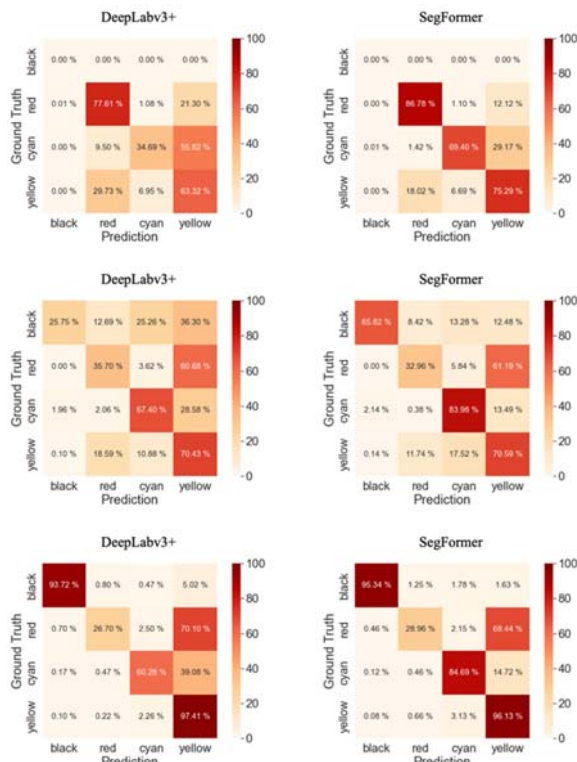 DeepLabv3+ SegFormer
black 0.00 % 0.00 % 0.00 % 0.00 % 100 black 0.00 % 0.00 % 0.00 % 0.00 % 100
red 0.01 % 77.61 % 1.08 % 21.30 % 80 red 0.00 % 86.78 % 1.10 % 12.12 % 80
Ground Truth 60 Ground Truth 60
cyan 0.00 % 9.50 % 34.69 % 55.82 % 40 cyan 0.01 % 1.42 % 69.40 % 29.17 % 40
yellow 0.00 % 29.73 % 6.95 % 63.32 % 20 yellow 0.00 % 18.02 % 6.69 % 75.29 % 20
0 0
black red cyan yellow black red cyan yellow
Prediction Prediction
DeepLabv3+ SegFormer
black 25.75 % 12.69 % 25.26 % 36.30 % 100 black 65.82 % 8.42 % 13.28 % 12.48 % 100
red 0.00 % 35.70 % 3.62 % 60.68 % 80 red 0.00 % 32.96 % 5.84 % 61.19 % 80
Ground Truth 60 Ground Truth 60
cyan 1.96 % 2.06 % 67.40 % 28.58 % 40 cyan 2.14 % 0.38 % 83.98 % 13.49 % 40
yellow 0.10 % 18.59 % 10.88 % 70.43 % 20 yellow 0.14 % 11.74 % 17.52 % 70.59 % 20
0 0
black red cyan yellow black red cyan yellow
Prediction Prediction
DeepLabv3+ SegFormer
black 93.72 % 0.80 % 0.47 % 5.02 % 100 black 95.34 % 1.25 % 1.78 % 1.63 % 100
red 0.70 % 26.70 % 2.50 % 70.10 % 80 red 0.46 % 28.96 % 2.15 % 68.44 % 80
Ground Truth 60 Ground Truth 60
cyan 0.17 % 0.47 % 60.28 % 39.08 % 40 cyan 0.12 % 0.46 % 84.69 % 14.72 % 40
yellow 0.10 % 0.22 % 2.26 % 97.41 % 20 yellow 0.08 % 0.66 % 3.13 % 96.13 % 20
0 0
black red cyan yellow black red cyan yellow
Prediction Prediction